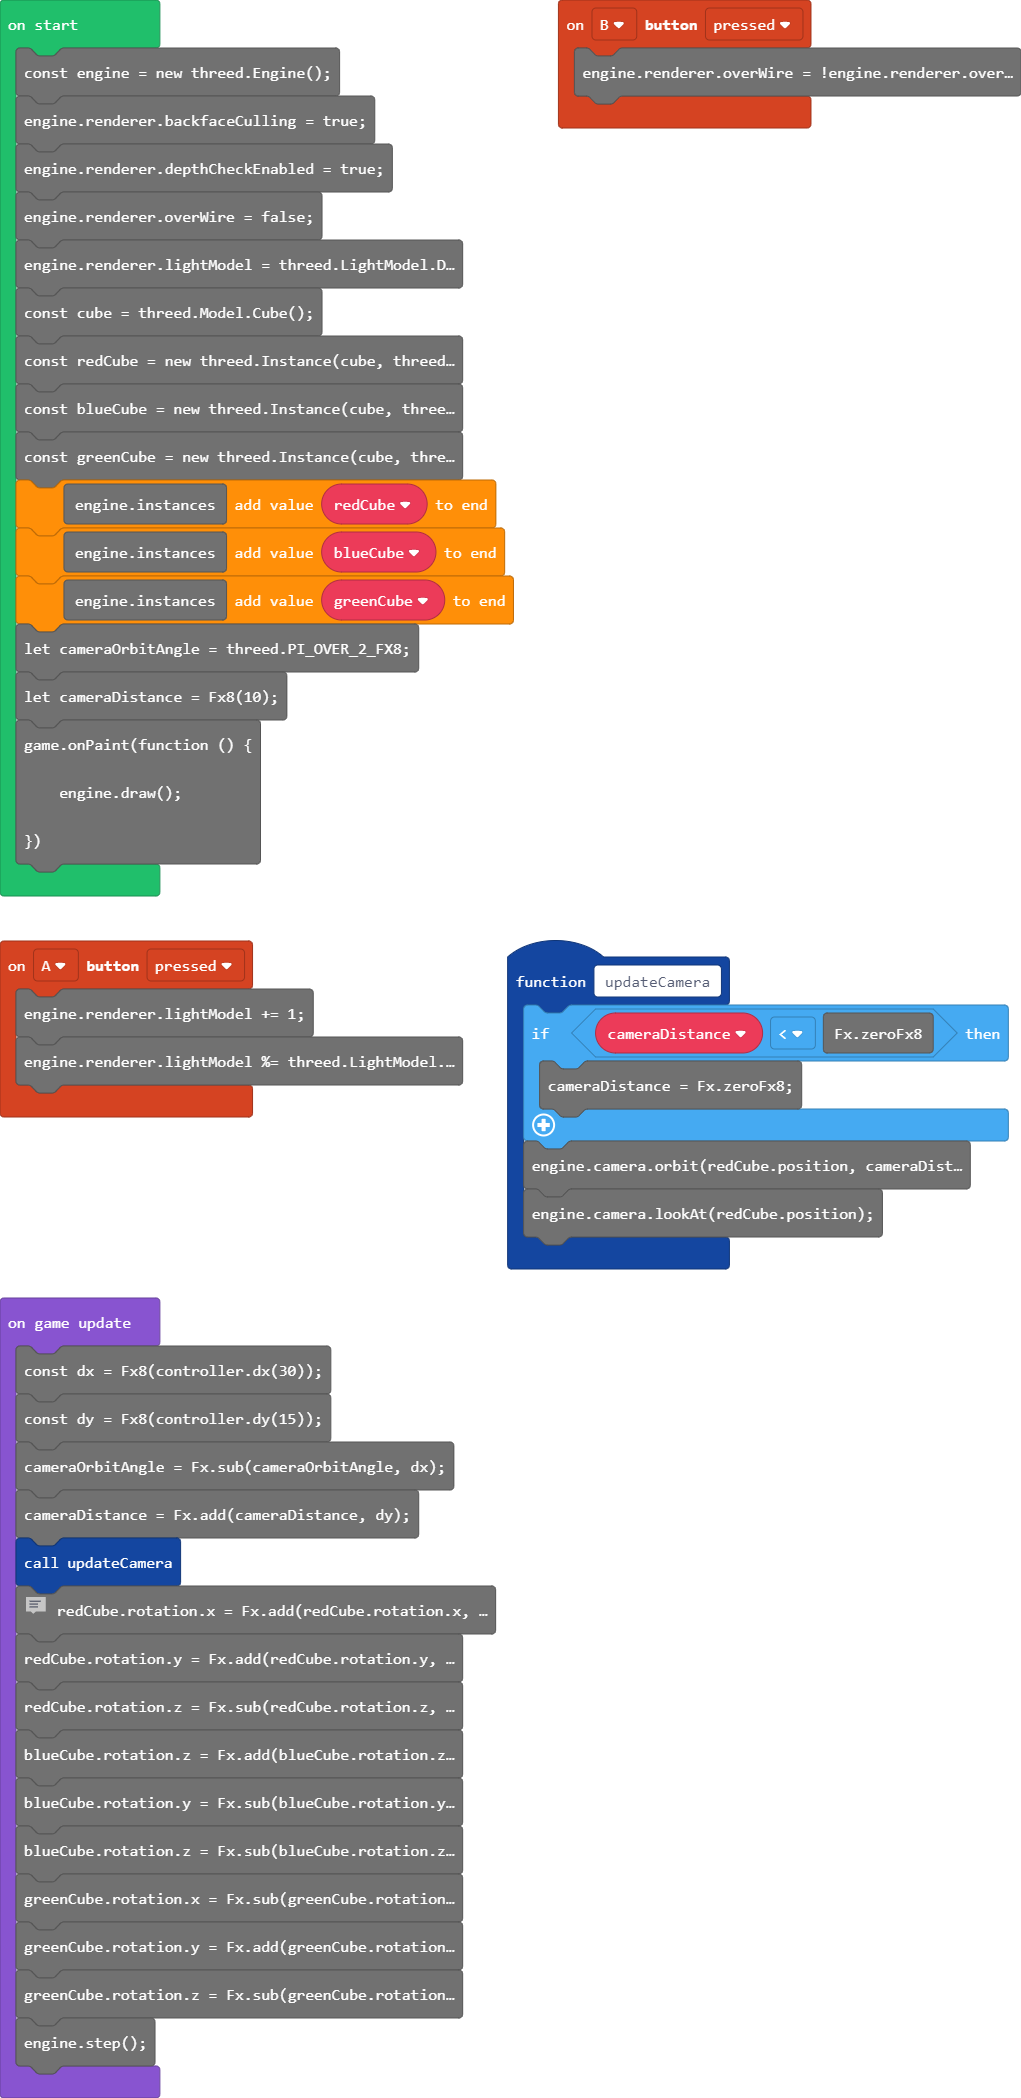 on start
const engine = new threed.Engine();
engine.renderer.backfaceCulling = true;
engine.renderer.depthCheckEnabled = true;
engine.renderer.overWire = false;
engine.renderer.lightModel = threed.LightModel.D…
const cube = threed.Model.Cube();
const redCube = new threed.Instance(cube, threed…
const blueCube = new threed.Instance(cube, three…
const greenCube = new threed.Instance(cube, thre…
engine.instances add value redCube to end
engine.instances add value blueCube to end
engine.instances add value greenCube to end
let cameraOrbitAngle = threed.PI_OVER_2_FX8;
let cameraDistance = Fx8(10);
game.onPaint(function () {
engine.draw();
})
on B button pressed
engine.renderer.overWire = !engine.renderer.over…
on A button pressed
engine.renderer.lightModel += 1;
engine.renderer.lightModel %= threed.LightModel.…
function updateCamera
if cameraDistance < Fx.zeroFx8 then
cameraDistance = Fx.zeroFx8;
engine.camera.orbit(redCube.position, cameraDist…
engine.camera.lookAt(redCube.position);
on game update
const dx = Fx8(controller.dx(30));
const dy = Fx8(controller.dy(15));
cameraOrbitAngle = Fx.sub(cameraOrbitAngle, dx);
cameraDistance = Fx.add(cameraDistance, dy);
call updateCamera
redCube.rotation.x = Fx.add(redCube.rotation.x, …
redCube.rotation.y = Fx.add(redCube.rotation.y, …
redCube.rotation.z = Fx.sub(redCube.rotation.z, …
blueCube.rotation.z = Fx.add(blueCube.rotation.z…
blueCube.rotation.y = Fx.sub(blueCube.rotation.y…
blueCube.rotation.z = Fx.sub(blueCube.rotation.z…
greenCube.rotation.x = Fx.sub(greenCube.rotation…
greenCube.rotation.y = Fx.add(greenCube.rotation…
greenCube.rotation.z = Fx.sub(greenCube.rotation…
engine.step();